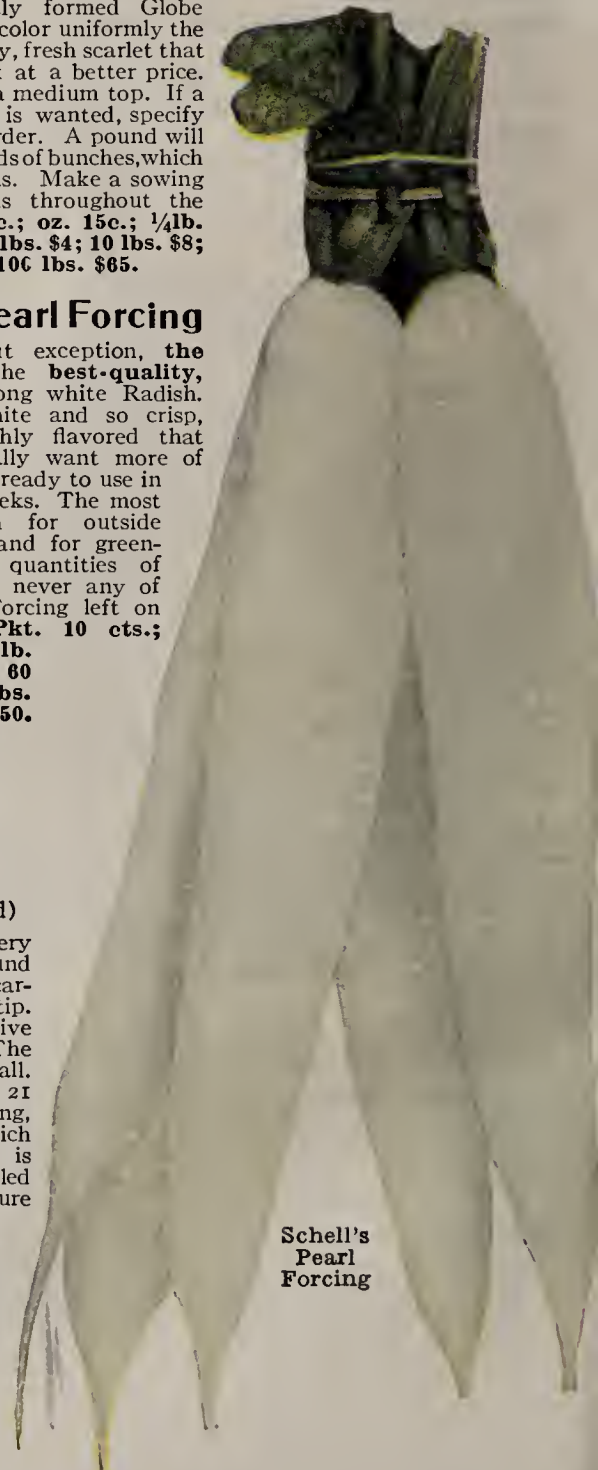 ly formed Globe
color uniformly the
y, fresh scarlet that
at a better price.
a medium top. If a
is wanted, specify
rder. A pound will
ds of bunches, which
s. Make a sowing
s throughout the
c.; oz. 15c.; ¼lb.
lbs. $4; 10 lbs. $8;
100 lbs. $65.
earl Forcing
t exception, the
he best-quality,
ong white Radish.
ite and so crisp,
hly flavored that
lly want more of
ready to use in
eks. The most
for outside
and for green-
quantities of
never any of
orcing left on
Pkt. 10 cts.;
lb.
60
bs.
50.
l)
ery
und
car-
tip.
ive
The
all.
21
ng,
ich
is
led
ure
Schell's
Pearl
Forcing